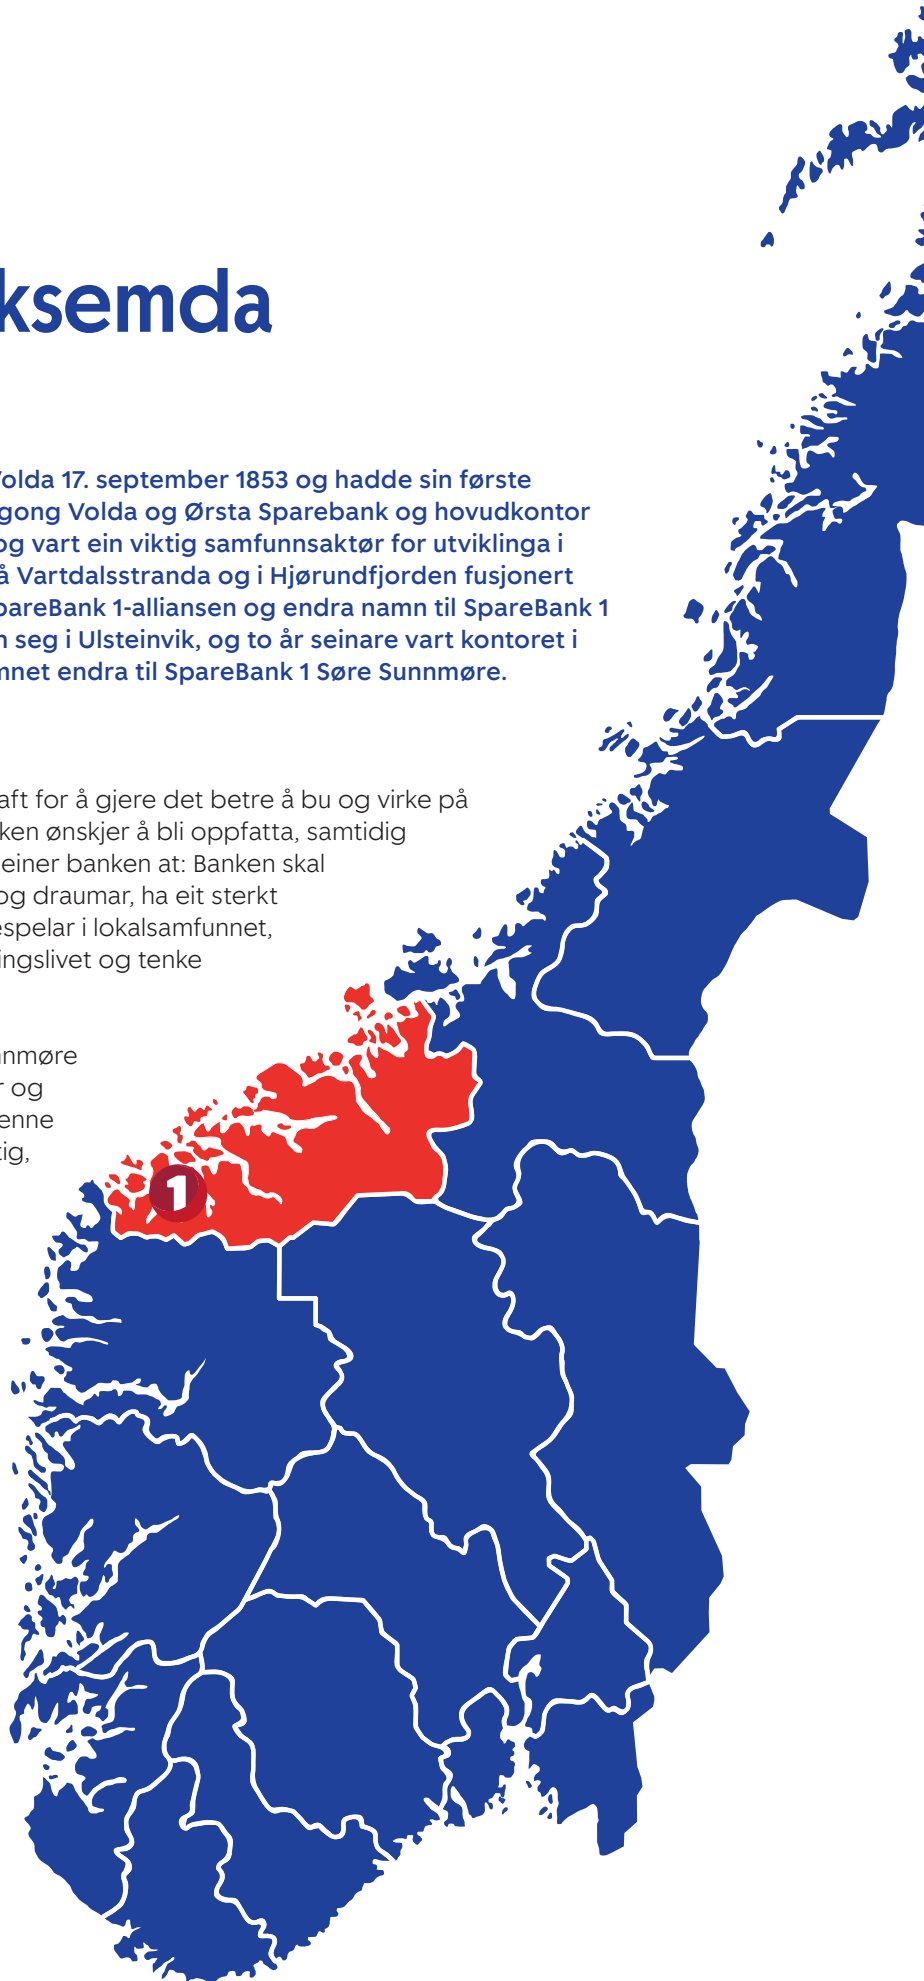 ksemda
Volda 17. september 1853 og hadde sin første
gong Volda og Ørsta Sparebank og hovudkontor
og vart ein viktig samfunnsaktør for utviklinga i
å Vartdalsstranda og i Hjørundfjorden fusjonert
pareBank 1-alliansen og endra namn til SpareBank 1
n seg i Ulsteinvik, og to år seinare vart kontoret i
mnet endra til SpareBank 1 Søre Sunnmøre.
aft for å gjere det betre å bu og virke på
ken ønskjer å bli oppfatta, samtidig
einer banken at: Banken skal
og draumar, ha eit sterkt
espelar i lokalsamfunnet,
ingslivet og tenke
nnmøre
r og
enne
tig,
1